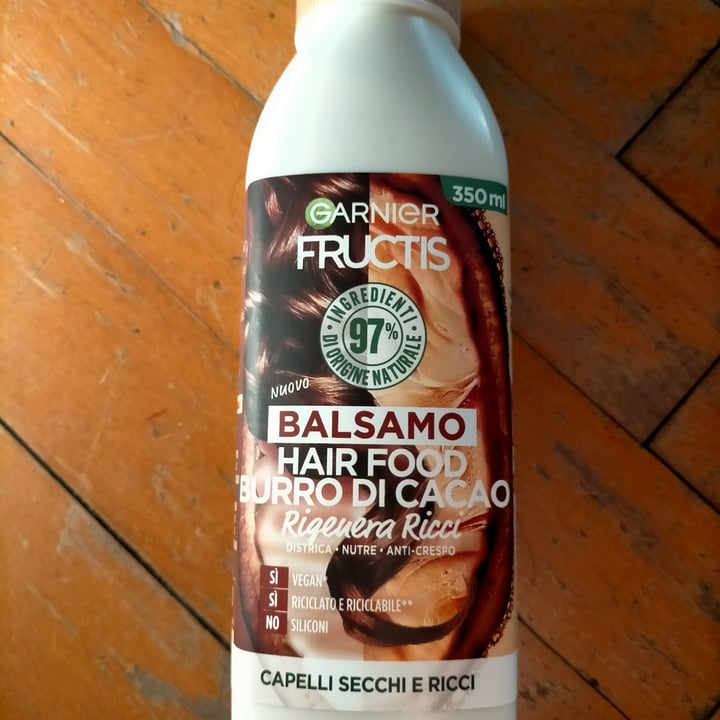 350 ml
GARNIER
FRUCTIS
INGREDIENTI
97%
DI ORIGINE NATURALE
NUOVO
BALSAMO
HAIR FOOD
BURRO DI CACAO
Rigenera Ricci
DISTRICA • NUTRE • ANTI-CRESPO
SÌ VEGAN*
SÌ RICICLATO E RICICLABILE**
NO SILICONI
CAPELLI SECCHI E RICCI